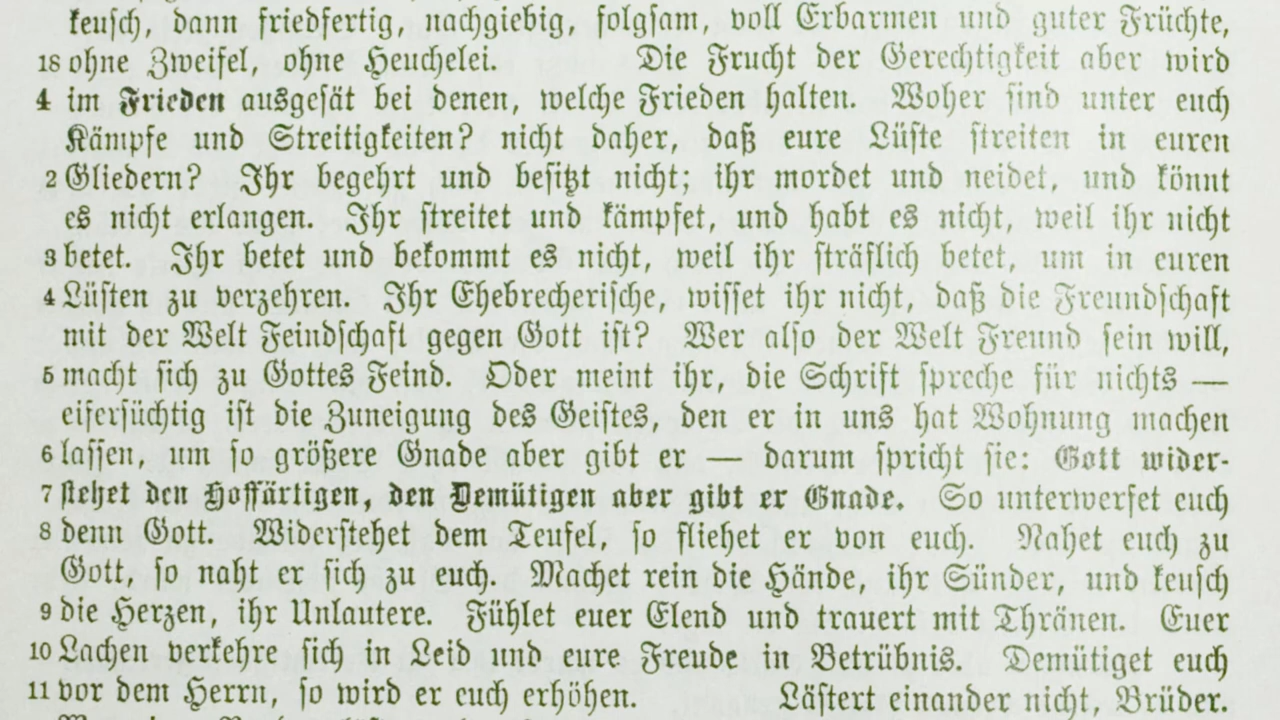 keusch, dann friedfertig, nachgiebig, folgsam, voll Erbarmen und guter Früchte,
18 ohne Zweifel, ohne Heuchelei. Die Frucht der Gerechtigkeit aber wird
4 im Frieden ausgesät bei denen, welche Frieden halten. Woher sind unter euch
Kämpfe und Streitigkeiten? nicht daher, daß eure Lüste streiten in euren
2 Gliedern? Ihr begehrt und besitzt nicht; ihr mordet und neidet, und könnt
es nicht erlangen. Ihr streitet und kämpfet, und habt es nicht, weil ihr nicht
3 betet. Ihr betet und bekommt es nicht, weil ihr sträflich betet, um in euren
4 Lüsten zu verzehren. Ihr Ehebrecherische, wisset ihr nicht, daß die Freundschaft
mit der Welt Feindschaft gegen Gott ist? Wer also der Welt Freund sein will,
5 macht sich zu Gottes Feind. Oder meint ihr, die Schrift spreche für nichts —
eifersüchtig ist die Zuneigung des Geistes, den er in uns hat Wohnung machen
6 lassen, um so größere Gnade aber gibt er — darum spricht sie: Gott wider-
7 stehet den Hoffärtigen, den Demütigen aber gibt er Gnade. So unterwerfet euch
8 denn Gott. Widerstehet dem Teufel, so fliehet er von euch. Nahet euch zu
Gott, so naht er sich zu euch. Machet rein die Hände, ihr Sünder, und keusch
9 die Herzen, ihr Unlautere. Fühlet euer Elend und trauert mit Thränen. Euer
10 Lachen verkehre sich in Leid und eure Freude in Betrübnis. Demütiget euch
11 vor dem Herrn, so wird er euch erhöhen. Lästert einander nicht, Brüder.